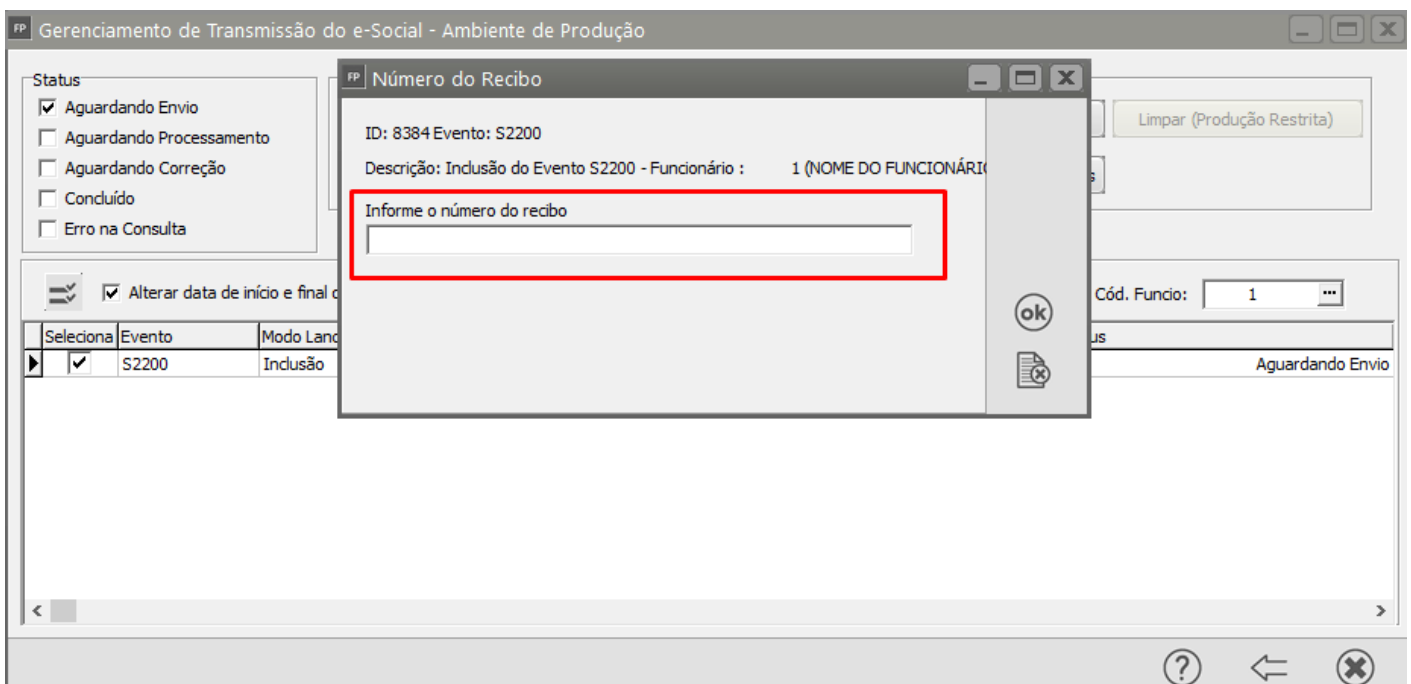 FP Gerenciamento de Transmissão do e-Social - Ambiente de Produção
Status
Aguardando Envio
Aguardando Processamento
Aguardando Correção
Concluído
Erro na Consulta
FP Número do Recibo
ID: 8384 Evento: S2200
Descrição: Inclusão do Evento S2200 - Funcionário : 1 (NOME DO FUNCIONÁRIO
Informe o número do recibo
ok
Limpar (Produção Restrita)
s
Alterar data de início e final d
Cód. Funcio: 1 ...
Seleciona Evento Modo Lanc us
S2200 Inclusão Aguardando Envio
?